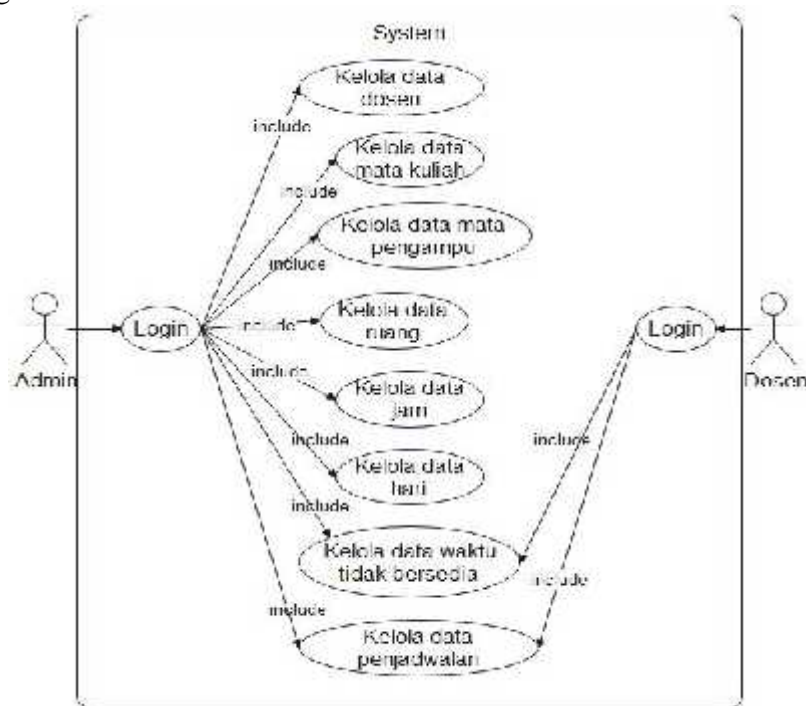 System
Kelola data
dosen
include
Kelola data
mata kuliah
include
Kelola data mata
pengampu
include
Admin
Login
include
Kelola data
ruang
Login
Dosen
include
Kelola data
jam
include
Kelola data
hari
include
include
Kelola data waktu
tidak bersedia
include
include
Kelola data
penjadwalan